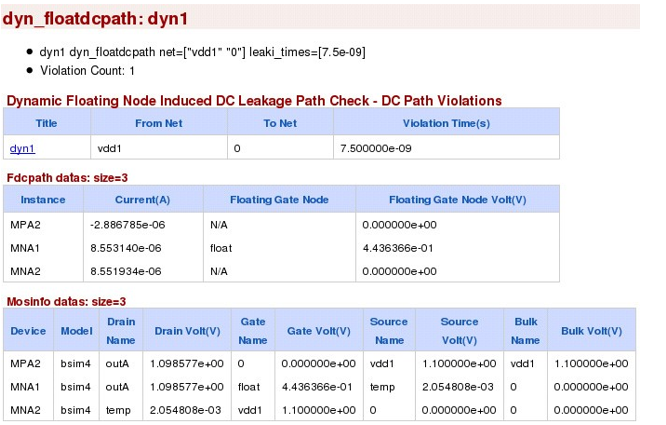 dyn_floatdcpath: dyn1
• dyn1 dyn_floatdcpath net=["vdd1" "0"] leaki_times=[7.5e-09]
• Violation Count: 1
Dynamic Floating Node Induced DC Leakage Path Check - DC Path Violations
Title From Net To Net Violation Time(s)
dyn1 vdd1 0 7.500000e-09
Fdcpath datas: size=3
Instance Current(A) Floating Gate Node Floating Gate Node Volt(V)
MPA2 -2.886785e-06 N/A 0.000000e+00
MNA1 8.553140e-06 float 4.436366e-01
MNA2 8.551934e-06 N/A 0.000000e+00
Mosinfo datas: size=3
Device Model Drain Name Drain Volt(V) Gate Name Gate Volt(V) Source Name Source Volt(V) Bulk Name Bulk Volt(V)
MPA2 bsim4 outA 1.098577e+00 0 0.000000e+00 vdd1 1.100000e+00 vdd1 1.100000e+00
MNA1 bsim4 outA 1.098577e+00 float 4.436366e-01 temp 2.054808e-03 0 0.000000e+00
MNA2 bsim4 temp 2.054808e-03 vdd1 1.100000e+00 0 0.000000e+00 0 0.000000e+00